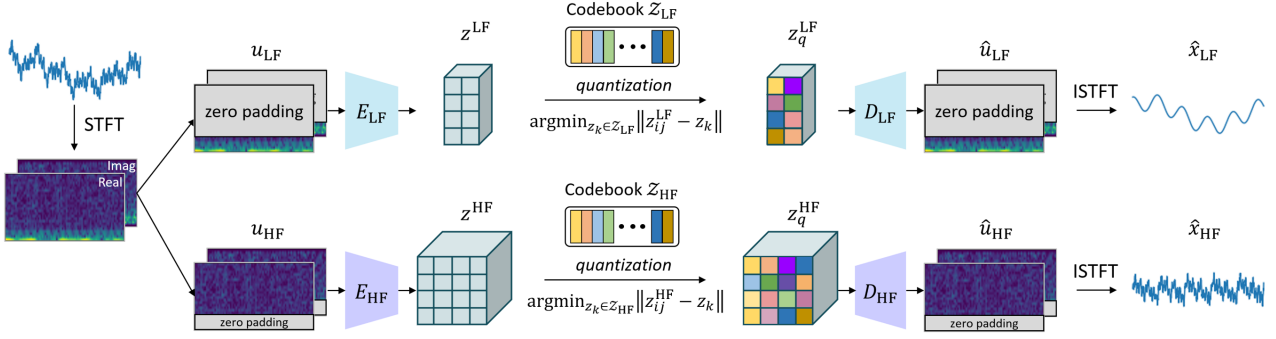 STFT
Imag
Real
u_LF
zero padding
E_LF
z^LF
Codebook 𝒵_LF
quantization
argmin_{z_k∈𝒵_LF} ‖z_ij^LF − z_k‖
z_q^LF
D_LF
û_LF
zero padding
ISTFT
x̂_LF
u_HF
zero padding
E_HF
z^HF
Codebook 𝒵_HF
quantization
argmin_{z_k∈𝒵_HF} ‖z_ij^HF − z_k‖
z_q^HF
D_HF
û_HF
zero padding
ISTFT
x̂_HF